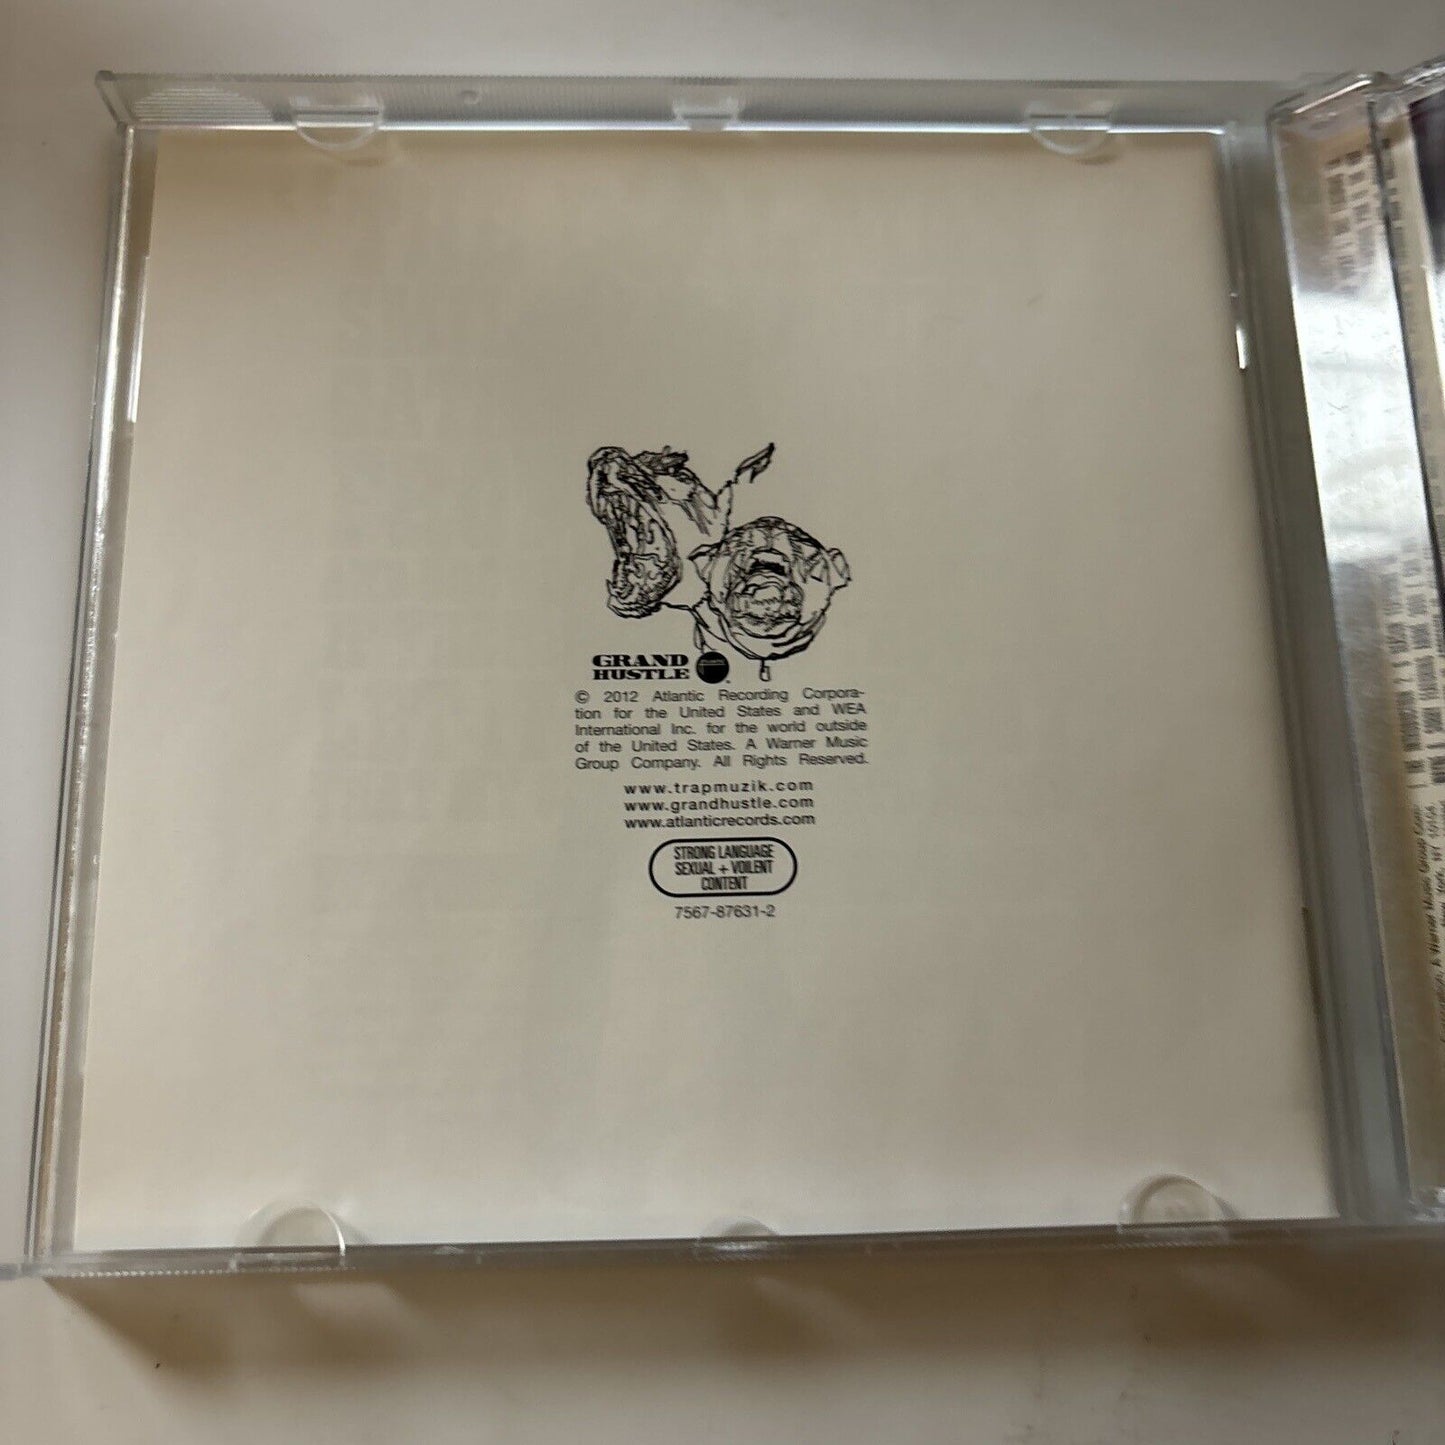 GRAND
HUSTLE
© 2012 Atlantic Recording Corpora-
tion for the United States and WEA
International Inc. for the world outside
of the United States. A Warner Music
Group Company. All Rights Reserved.
www.trapmuzik.com
www.grandhustle.com
www.atlanticrecords.com
STRONG LANGUAGE
SEXUAL + VOILENT
CONTENT
7567-87631-2